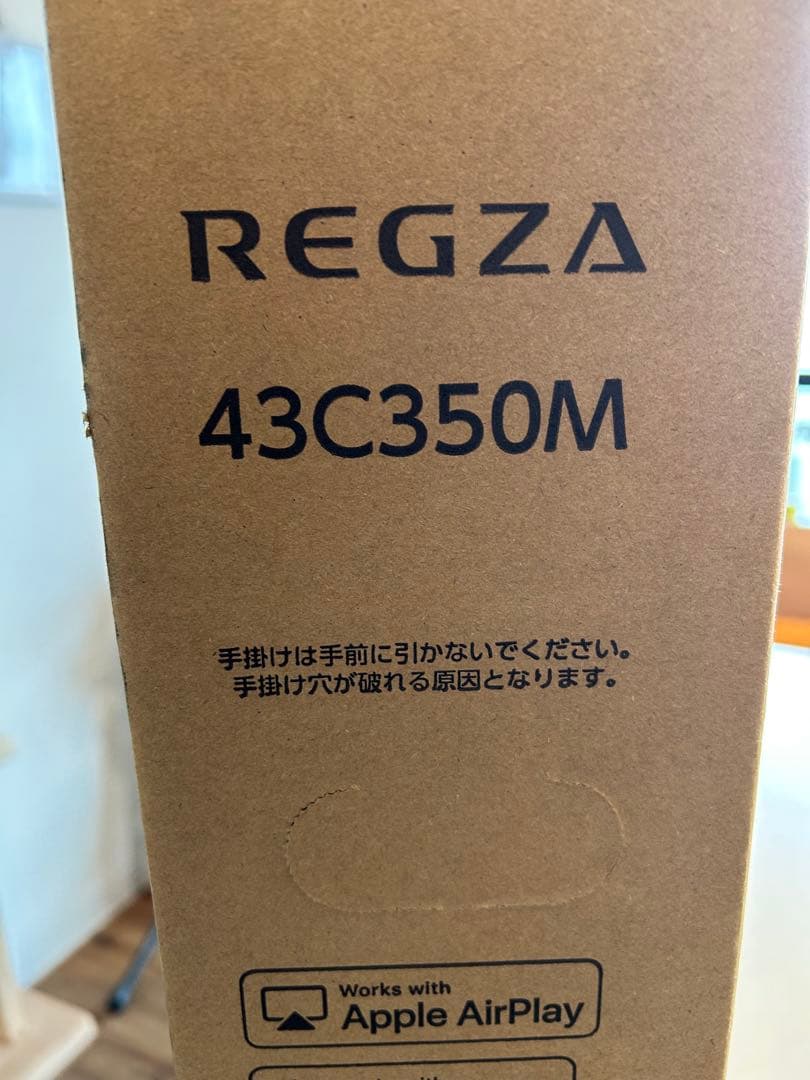 REGZA
43C350M
手掛けは手前に引かないでください。
手掛け穴が破れる原因となります。
Works with
Apple AirPlay